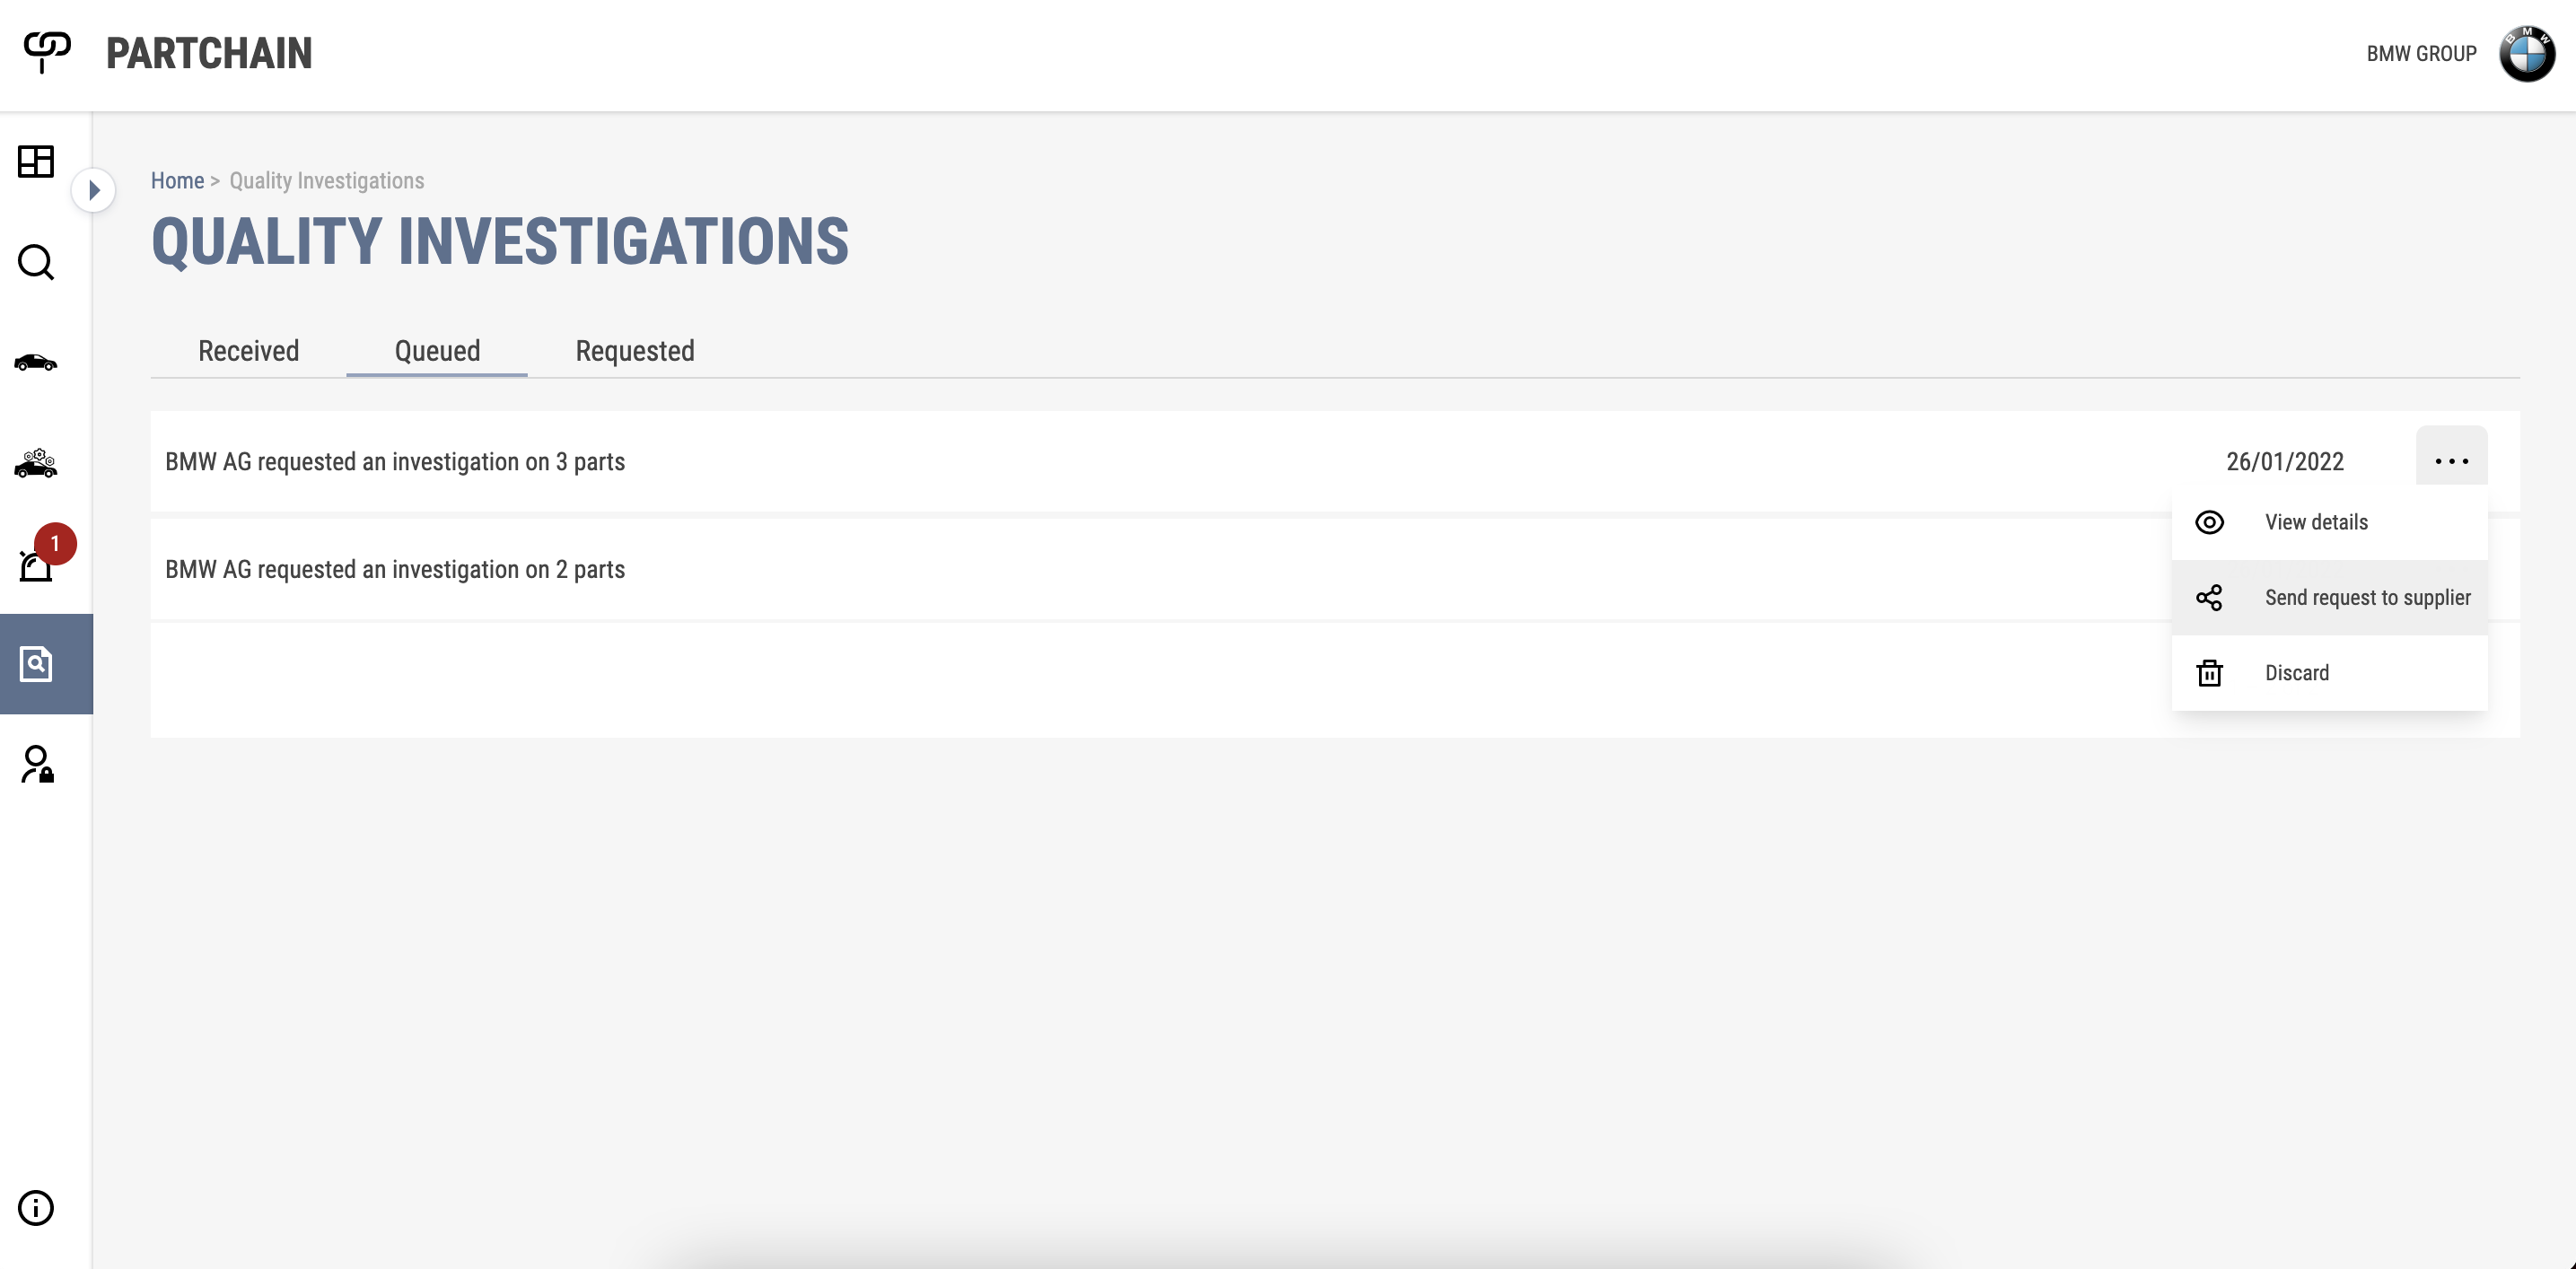 PARTCHAIN
BMW GROUP
BMW
Home > Quality Investigations
QUALITY INVESTIGATIONS
Received Queued Requested
BMW AG requested an investigation on 3 parts 26/01/2022 ...
View details
BMW AG requested an investigation on 2 parts
1
Send request to supplier
Discard